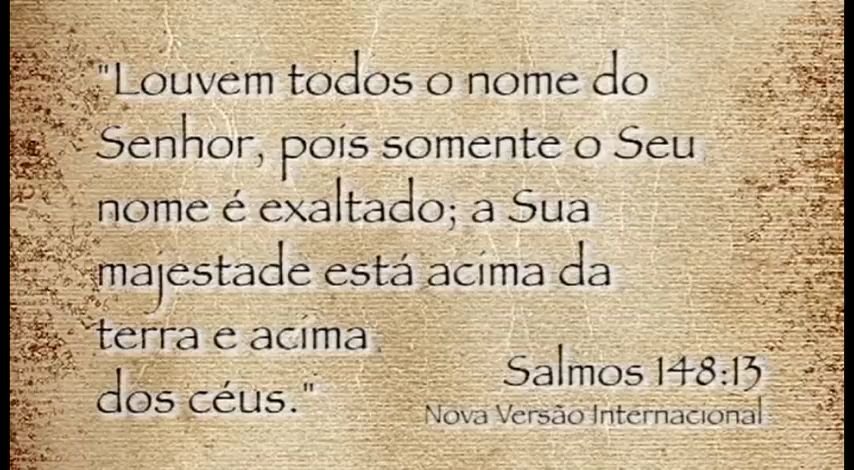 "Louvem todos o nome do
Senhor, pois somente o Seu
nome é exaltado; a Sua
majestade está acima da
terra e acima
dos céus."
Salmos 148:13
Nova Versão Internacional